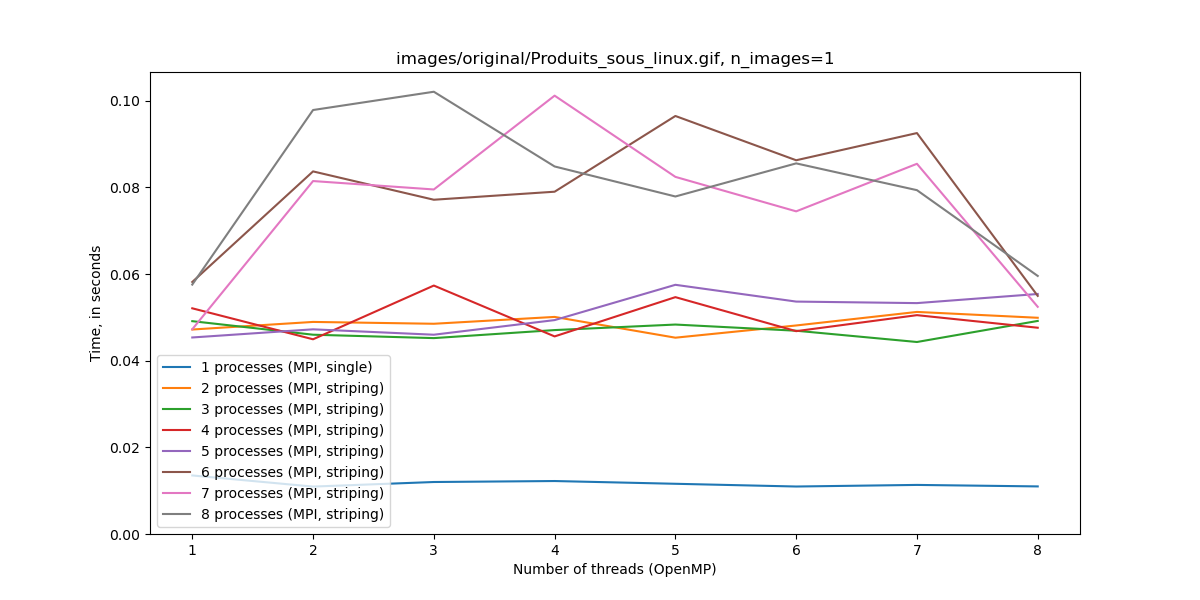 images/original/Produits_sous_linux.gif, n_images=1
Time, in seconds
0.10
0.08
0.06
0.04
0.02
0.00
1 processes (MPI, single)
2 processes (MPI, striping)
3 processes (MPI, striping)
4 processes (MPI, striping)
5 processes (MPI, striping)
6 processes (MPI, striping)
7 processes (MPI, striping)
8 processes (MPI, striping)
1 2 3 4 5 6 7 8
Number of threads (OpenMP)